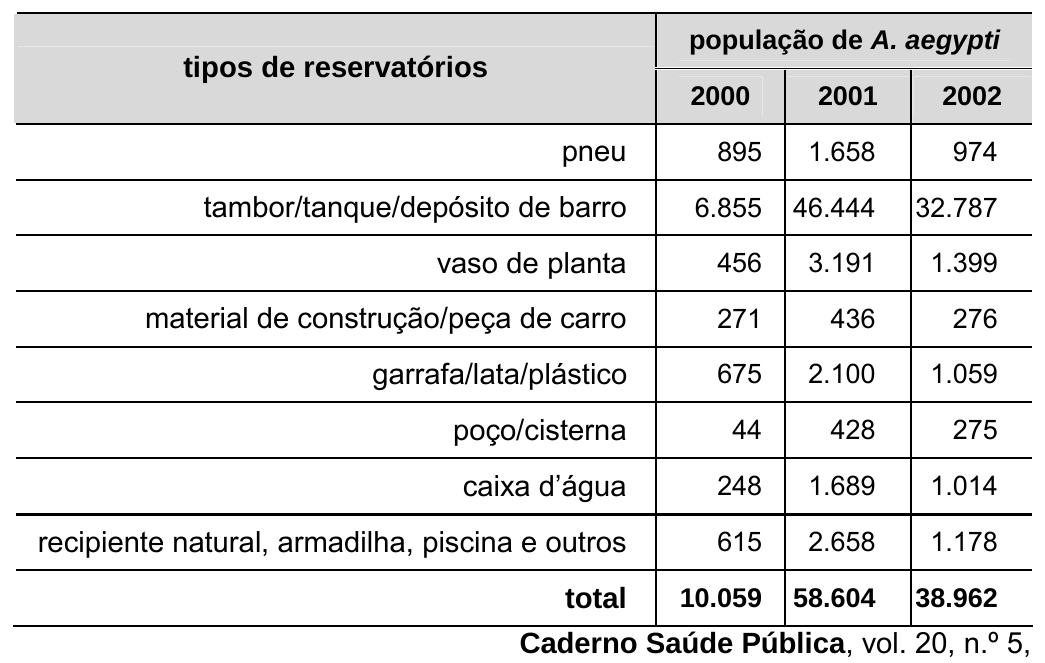 tipos de reservatórios população de A. aegypti
2000 2001 2002
pneu 895 1.658 974
tambor/tanque/depósito de barro 6.855 46.444 32.787
vaso de planta 456 3.191 1.399
material de construção/peça de carro 271 436 276
garrafa/lata/plástico 675 2.100 1.059
poço/cisterna 44 428 275
caixa d’água 248 1.689 1.014
recipiente natural, armadilha, piscina e outros 615 2.658 1.178
total 10.059 58.604 38.962
Caderno Saúde Pública, vol. 20, n.º 5,